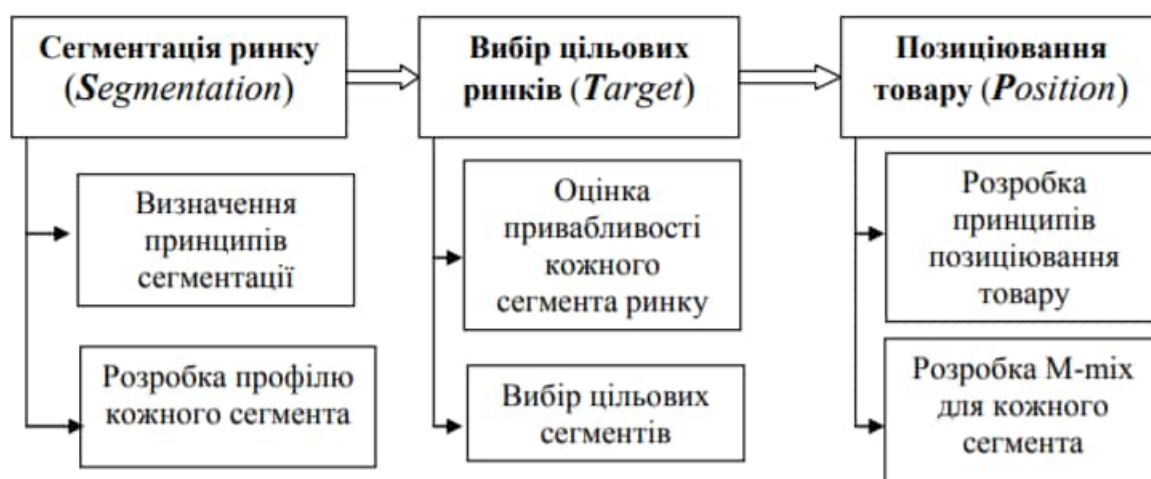 Сегментація ринку
(Segmentation)
Вибір цільових
ринків (Target)
Позиціювання
товару (Position)
Визначення
принципів
сегментації
Розробка профілю
кожного сегмента
Оцінка
привабливості
кожного
сегмента ринку
Вибір цільових
сегментів
Розробка
принципів
позиціювання
товару
Розробка M-mix
для кожного
сегмента